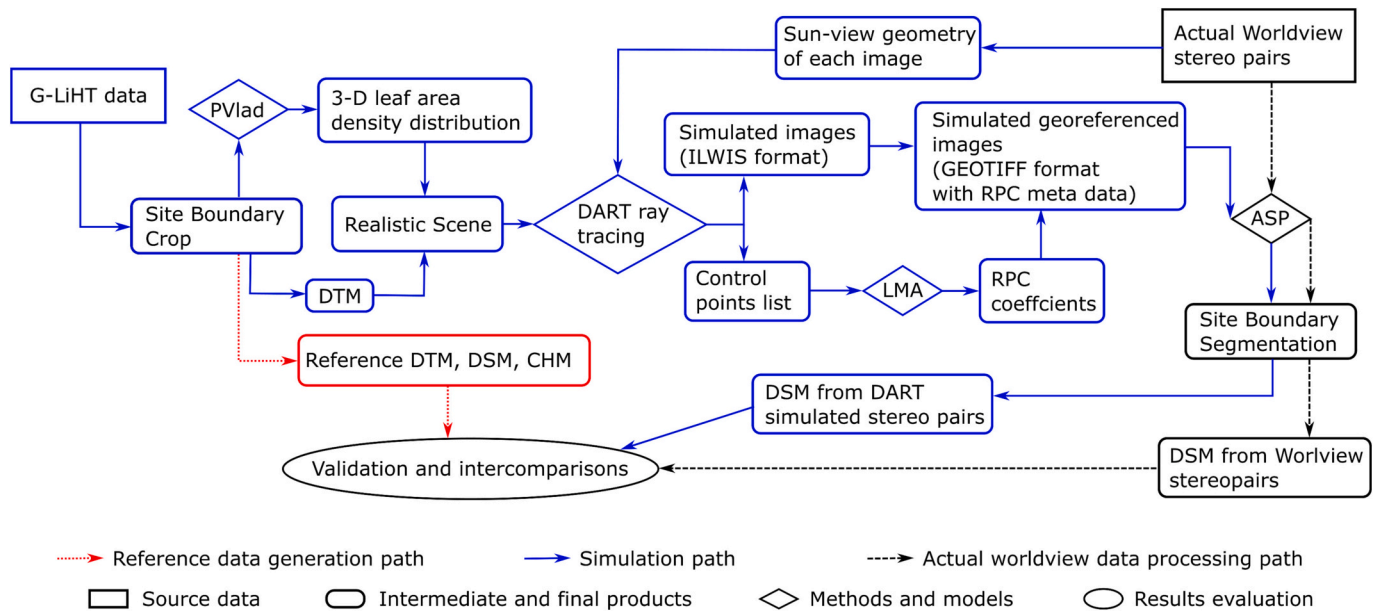 Sun-view geometry
of each image
Actual Worldview
stereo pairs
G-LiHT data
PVlad
3-D leaf area
density distribution
Simulated images
(ILWIS format)
Simulated georeferenced
images
(GEOTIFF format
with RPC meta data)
Site Boundary
Crop
Realistic Scene
DART ray
tracing
ASP
DTM
Control
points list
LMA
RPC
coeffcients
Site Boundary
Segmentation
Reference DTM, DSM, CHM
DSM from DART
simulated stereo pairs
Validation and intercomparisons
DSM from Worlview
stereopairs
Reference data generation path
Simulation path
Actual worldview data processing path
Source data
Intermediate and final products
Methods and models
Results evaluation